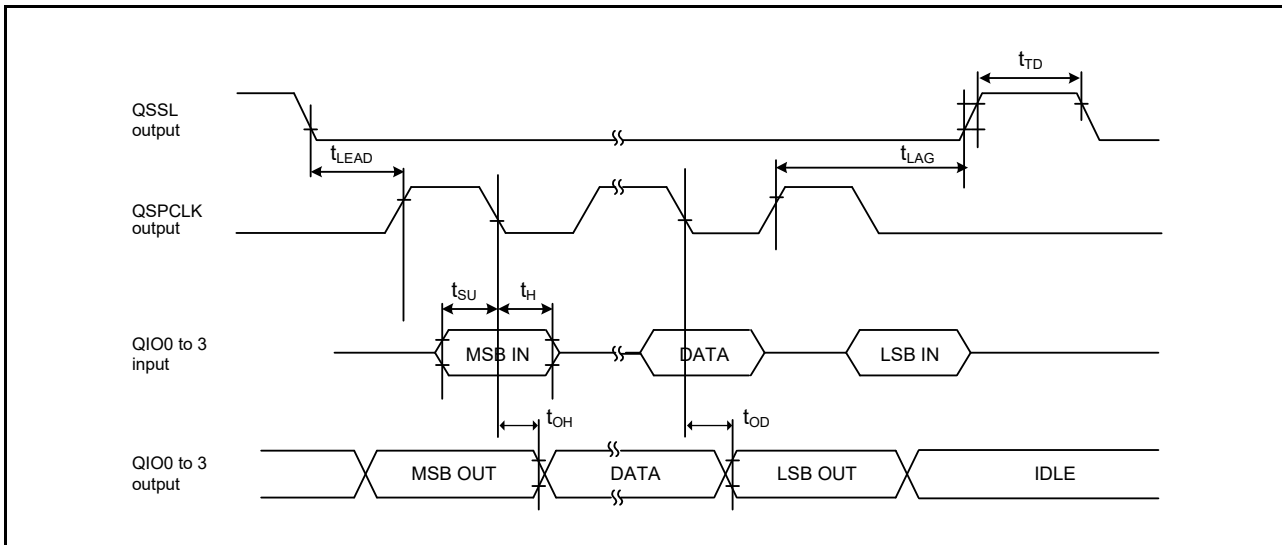 QSSL
output
tTD
tLEAD
tLAG
QSPCLK
output
tSU
tH
QIO0 to 3
input
MSB IN
DATA
LSB IN
tOH
tOD
QIO0 to 3
output
MSB OUT
DATA
LSB OUT
IDLE